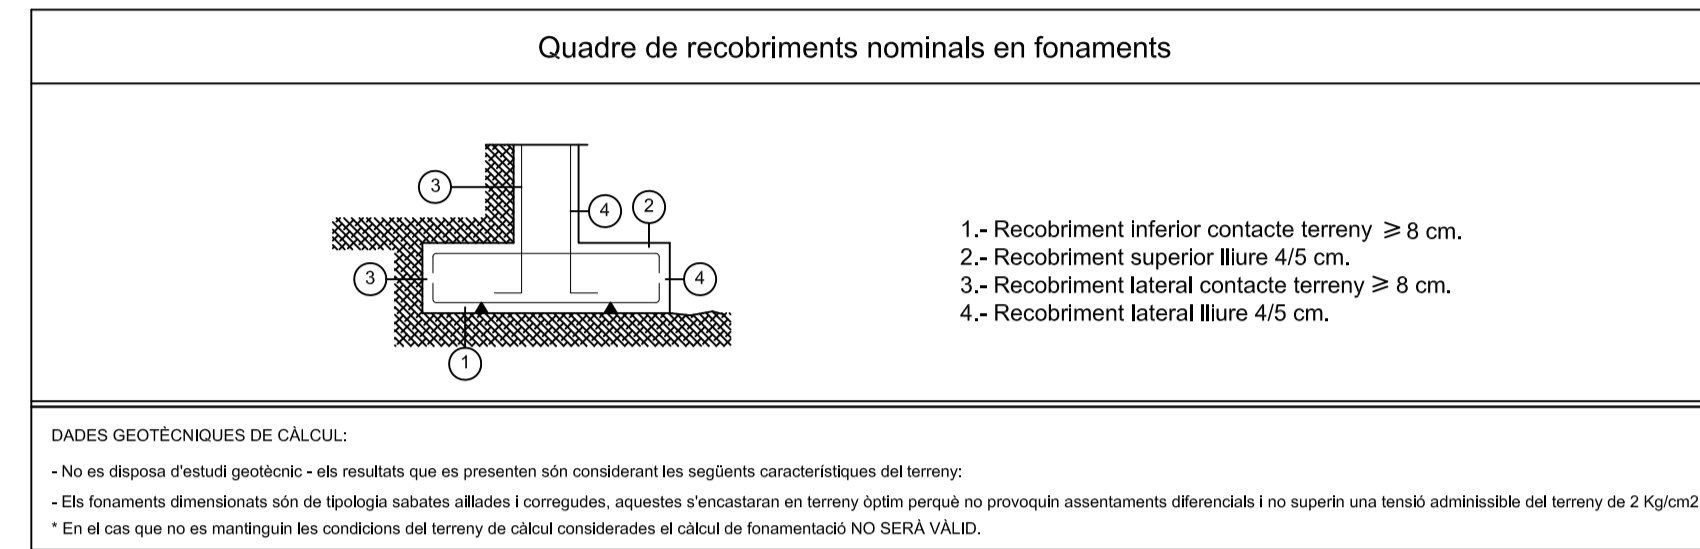 Quadre de recobriments nominals en fonaments
3
4
2
3
4
1
1.- Recobriment inferior contacte terreny ⩾ 8 cm.
2.- Recobriment superior lliure 4/5 cm.
3.- Recobriment lateral contacte terreny ⩾ 8 cm.
4.- Recobriment lateral lliure 4/5 cm.
DADES GEOTÈCNIQUES DE CÀLCUL:
- No es disposa d'estudi geotècnic - els resultats que es presenten són considerant les següents característiques del terreny:
- Els fonaments dimensionats són de tipologia sabates aillades i corregudes, aquestes s'encastaran en terreny òptim perquè no provoquin assentaments diferencials i no superin una tensió adminissible del terreny de 2 Kg/cm2
* En el cas que no es mantinguin les condicions del terreny de càlcul considerades el càlcul de fonamentació NO SERÀ VÀLID.